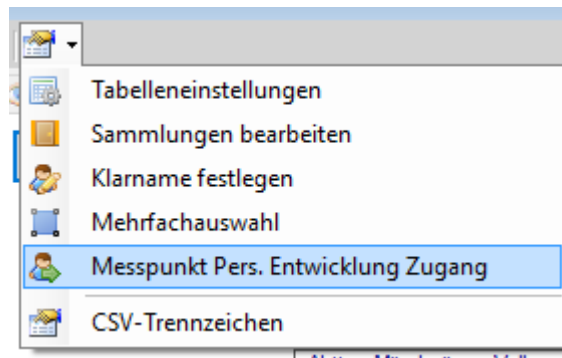 Tabelleneinstellungen
Sammlungen bearbeiten
Klarname festlegen
Mehrfachauswahl
Messpunkt Pers. Entwicklung Zugang
CSV-Trennzeichen